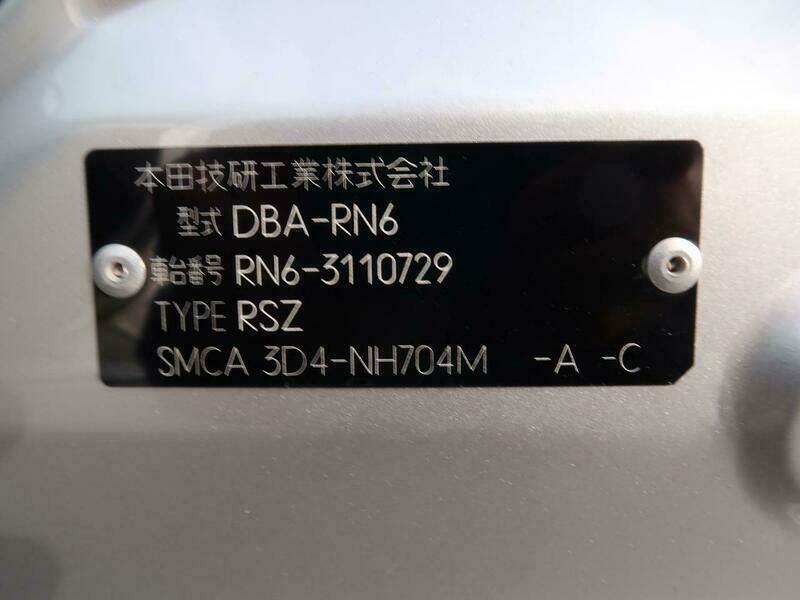 本田技研工業株式会社
型式 DBA-RN6
車台番号 RN6-3110729
TYPE RSZ
SMCA 3D4-NH704M -A -C